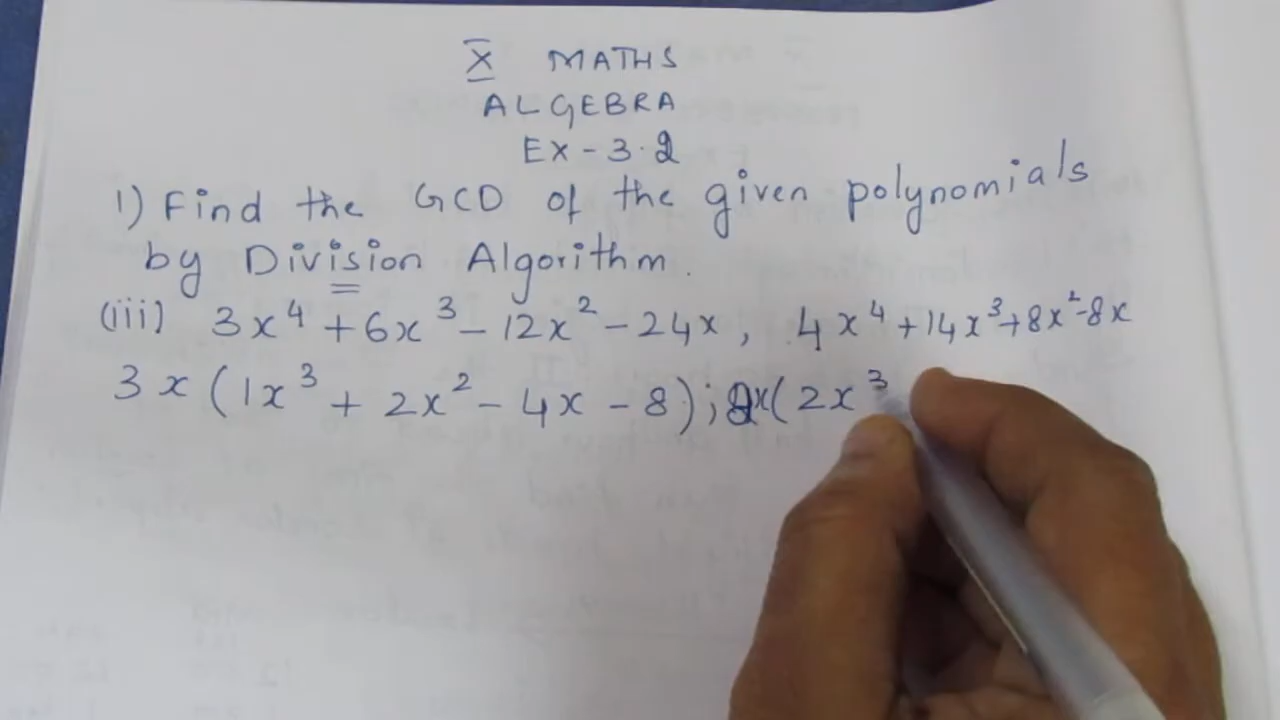 X MATHS
ALGEBRA
EX-3.2
1) Find the GCD of the given polynomials
by Division Algorithm.
(iii) 3x⁴ + 6x³ - 12x² - 24x, 4x⁴ + 14x³ + 8x² - 8x
3x (1x³ + 2x² - 4x - 8) ; 2x (2x³